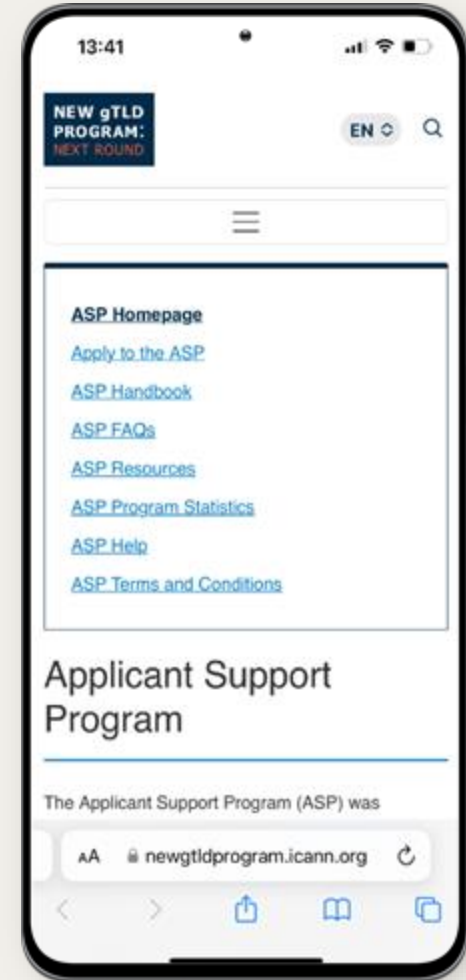 13:41
NEW gTLD
PROGRAM:
NEXT ROUND
EN
ASP Homepage
Apply to the ASP
ASP Handbook
ASP FAQs
ASP Resources
ASP Program Statistics
ASP Help
ASP Terms and Conditions
Applicant Support
Program
The Applicant Support Program (ASP) was
AA newgtldprogram.icann.org